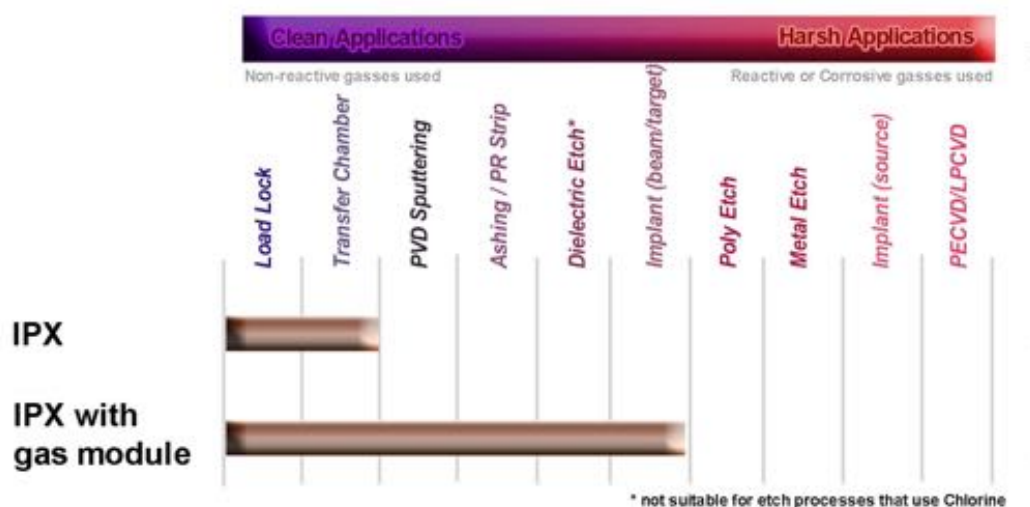 Clean Applications
Harsh Applications
Non-reactive gasses used
Reactive or Corrosive gasses used
Load Lock
Transfer Chamber
PVD Sputtering
Ashing / PR Strip
Dielectric Etch*
Implant (beam/target)
Poly Etch
Metal Etch
Implant (source)
PECVD/LPCVD
IPX
IPX with
gas module
* not suitable for etch processes that use Chlorine